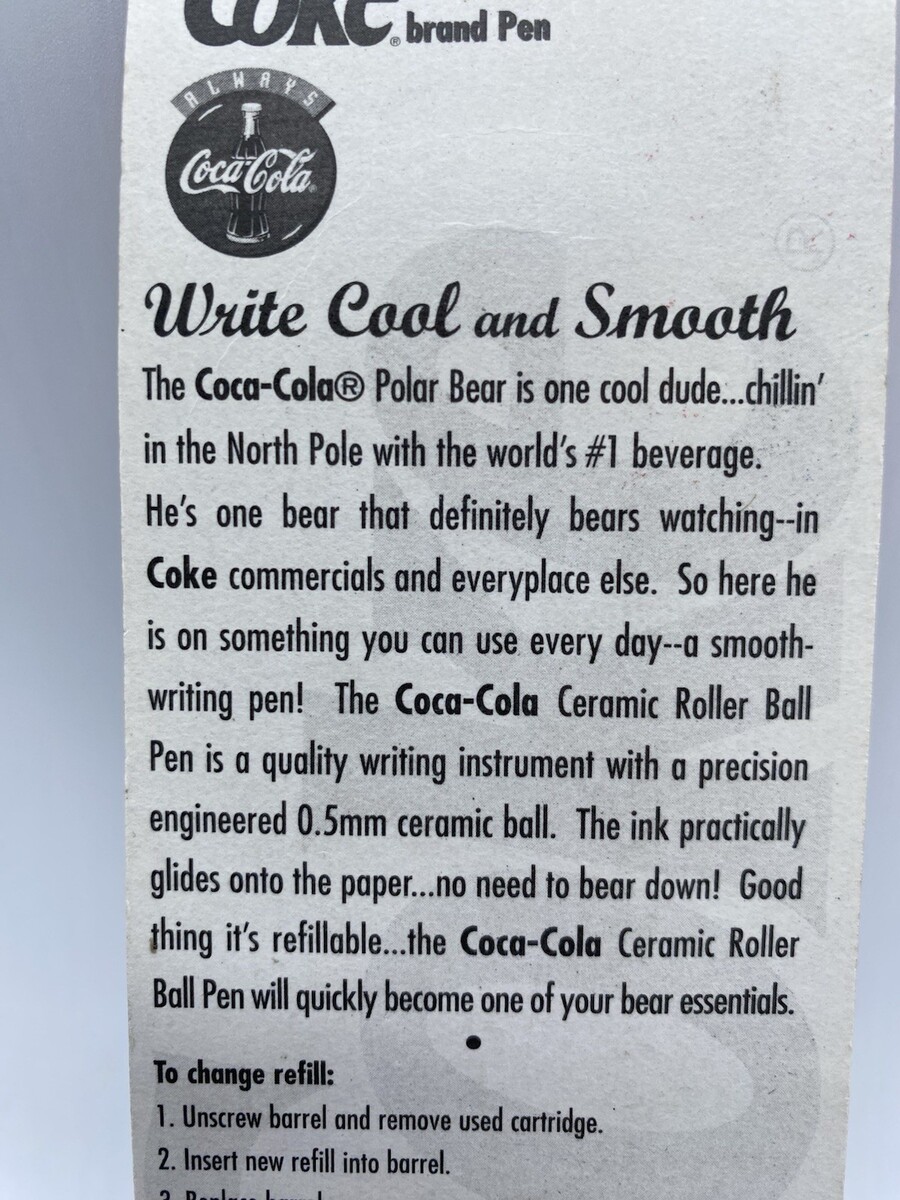 COKE® brand Pen
ALWAYS
Coca-Cola®
Write Cool and Smooth
The Coca-Cola® Polar Bear is one cool dude...chillin'
in the North Pole with the world's #1 beverage.
He's one bear that definitely bears watching--in
Coke commercials and everyplace else. So here he
is on something you can use every day--a smooth-
writing pen! The Coca-Cola Ceramic Roller Ball
Pen is a quality writing instrument with a precision
engineered 0.5mm ceramic ball. The ink practically
glides onto the paper...no need to bear down! Good
thing it's refillable...the Coca-Cola Ceramic Roller
Ball Pen will quickly become one of your bear essentials.
•
To change refill:
1. Unscrew barrel and remove used cartridge.
2. Insert new refill into barrel.
3. Replace barrel